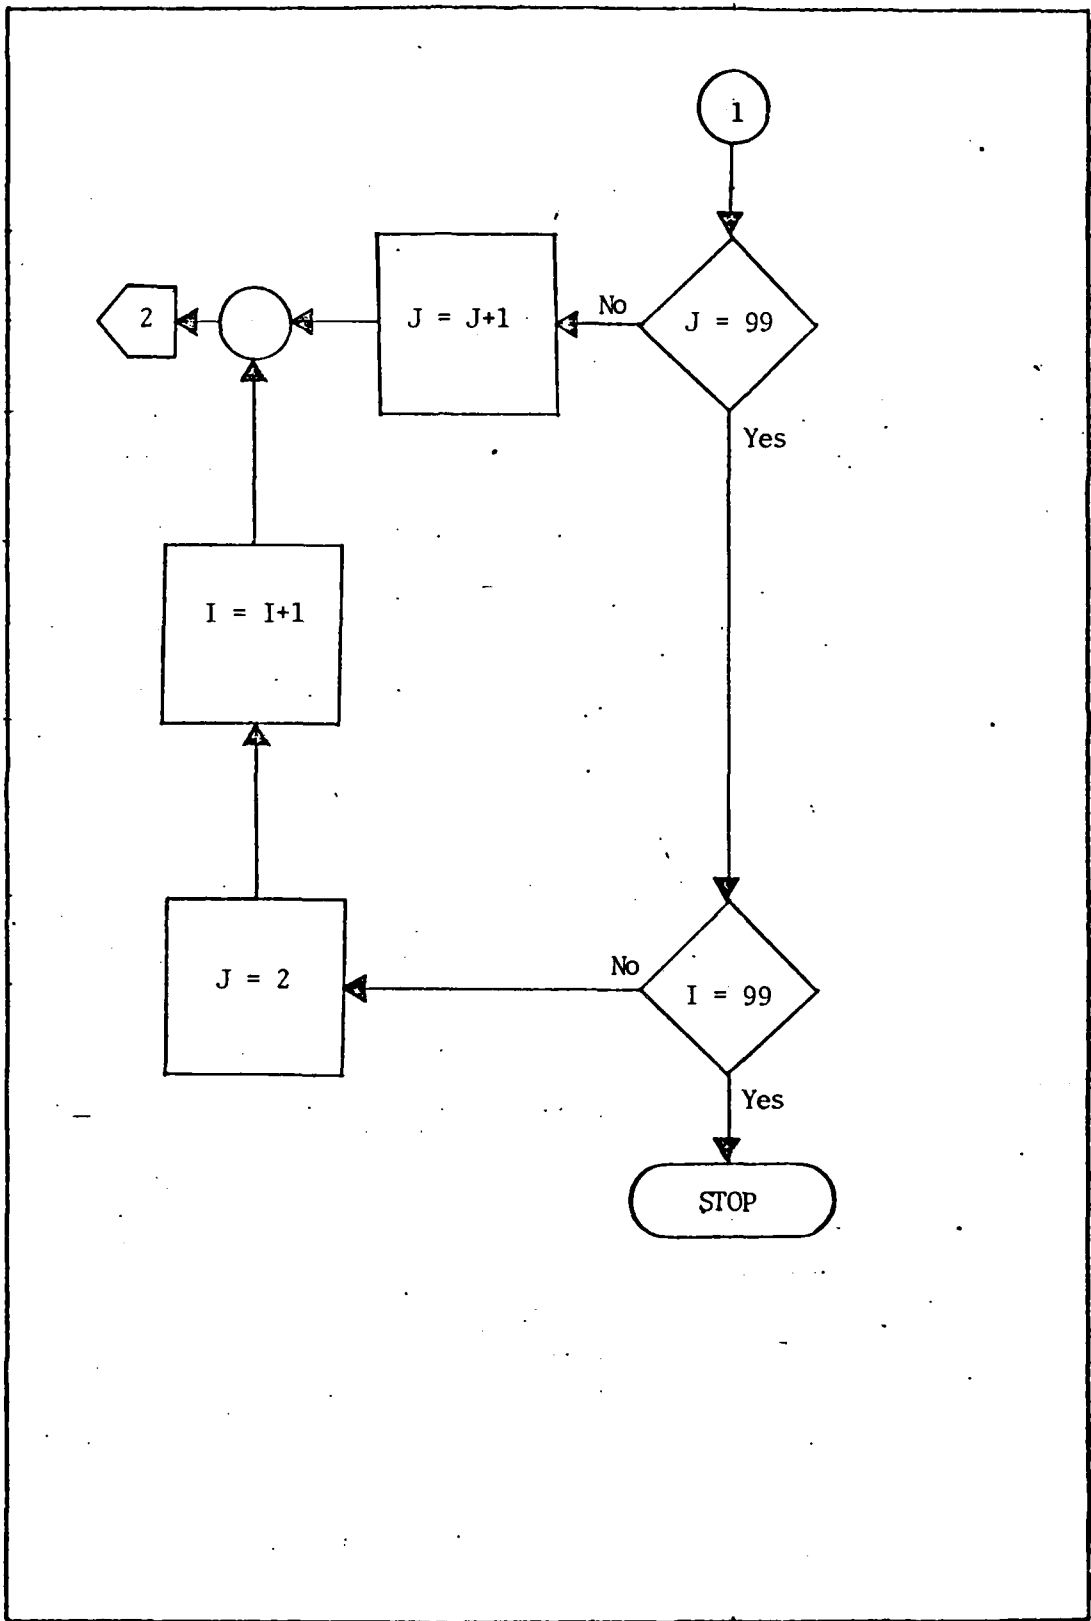 1
2
J = J+1
No
J = 99
Yes
I = I+1
J = 2
No
I = 99
Yes
STOP